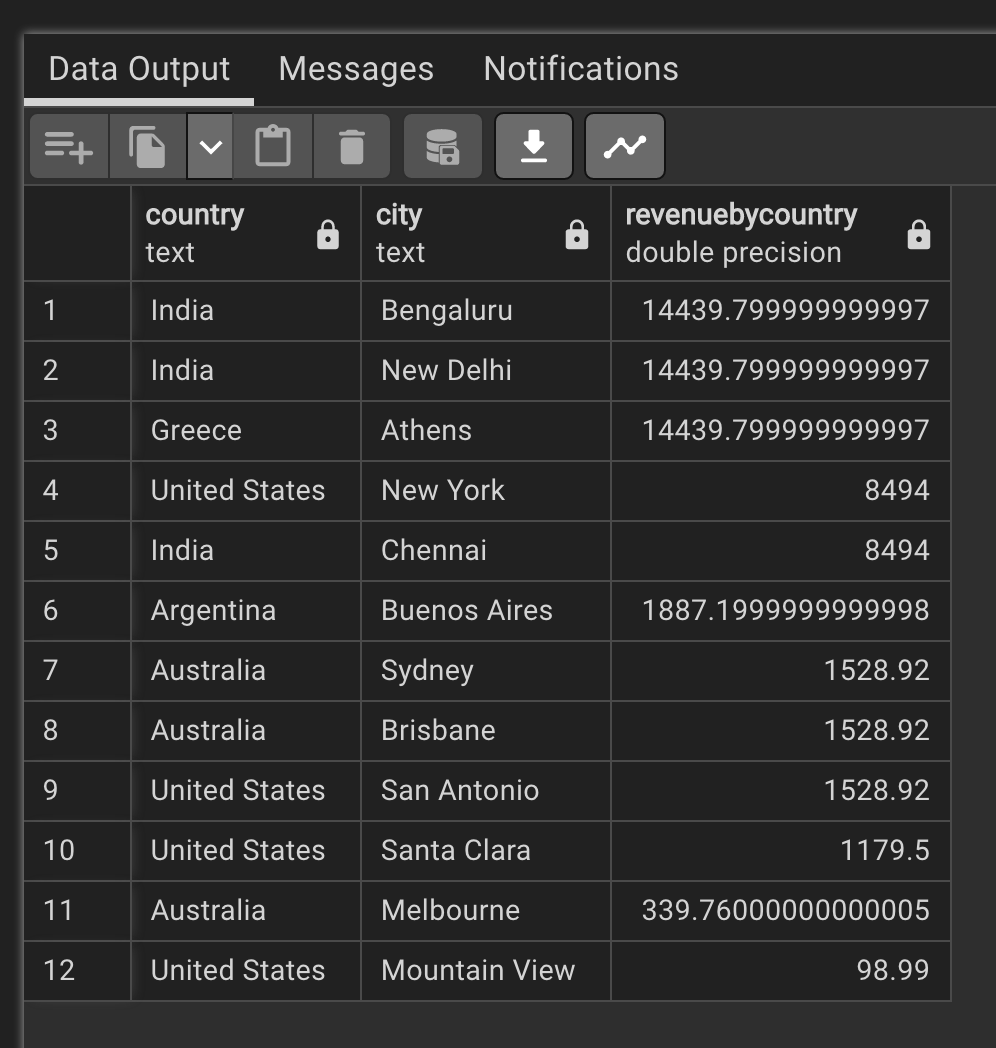 Data Output Messages Notifications
country city revenuebycountry
text text double precision
1 India Bengaluru 14439.799999999997
2 India New Delhi 14439.799999999997
3 Greece Athens 14439.799999999997
4 United States New York 8494
5 India Chennai 8494
6 Argentina Buenos Aires 1887.1999999999998
7 Australia Sydney 1528.92
8 Australia Brisbane 1528.92
9 United States San Antonio 1528.92
10 United States Santa Clara 1179.5
11 Australia Melbourne 339.76000000000005
12 United States Mountain View 98.99